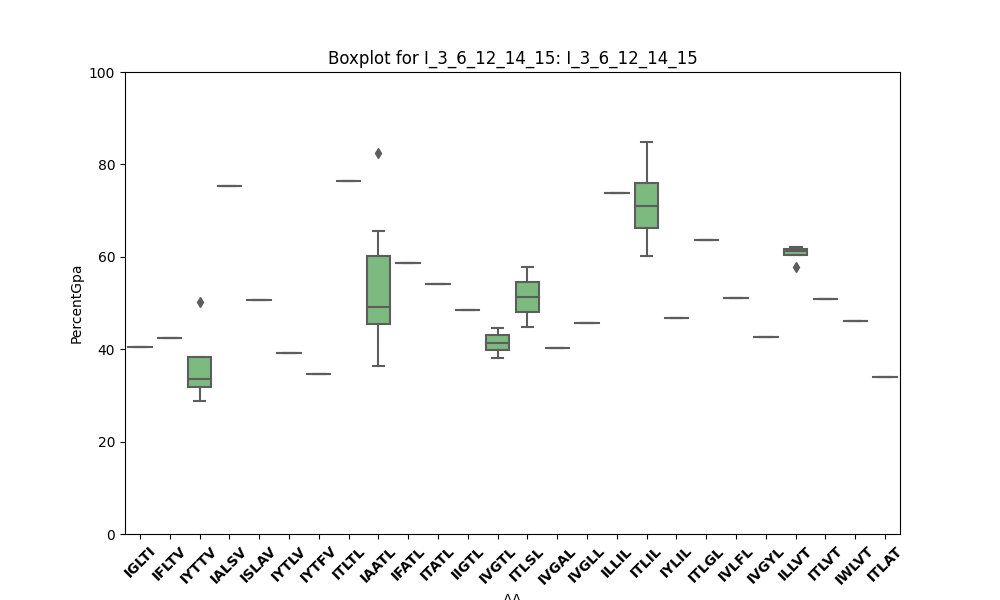 Boxplot for I_3_6_12_14_15: I_3_6_12_14_15
100
80
60
40
20
0
PercentGpa
IGLTI
IFLTV
IYTTV
IALSV
ISLAV
IYTLV
IYTFV
ITLTL
IAATL
IFATL
ITATL
IIGTL
IVGTL
ITLSL
IVGAL
IVGLL
ILLIL
ITLIL
IYLIL
ITLGL
IVLFL
IVGYL
ILLVT
ITLVT
IWLVT
ITLAT